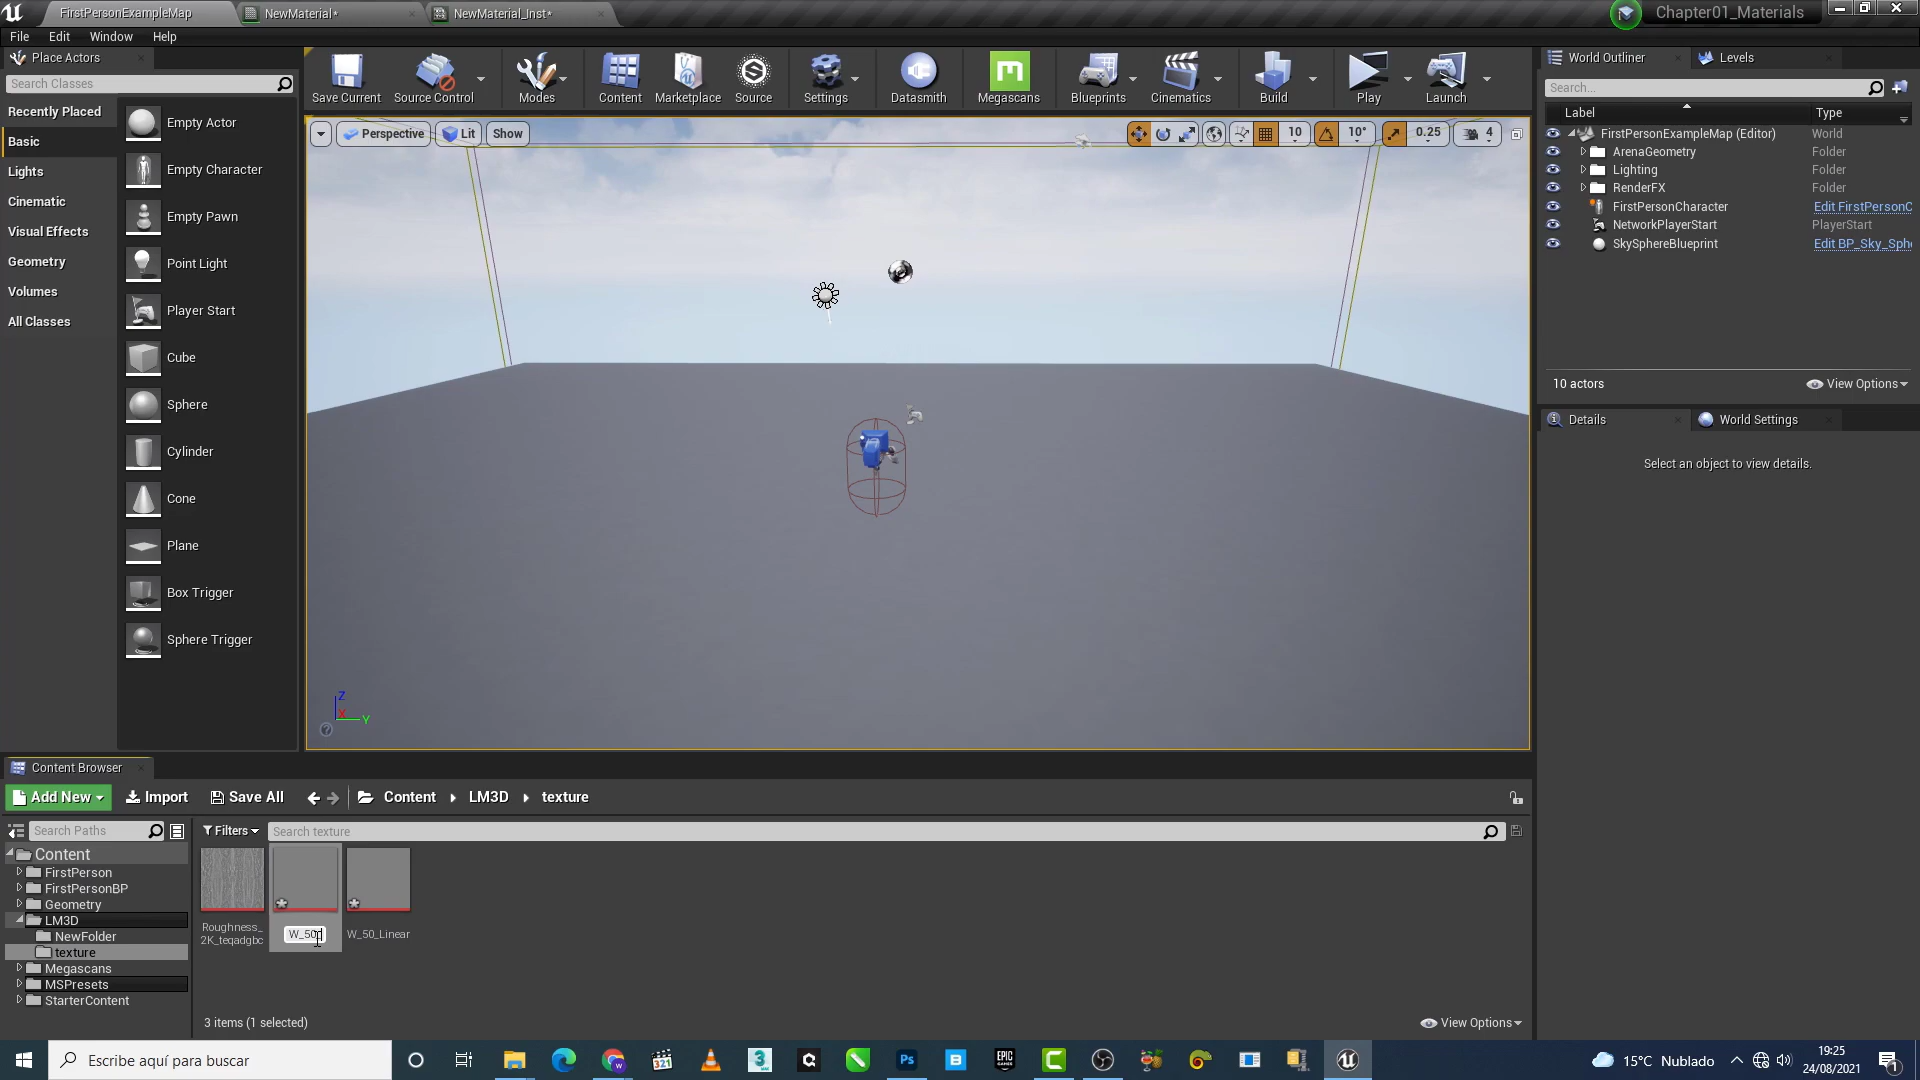 FirstPersonExampleMap
NewMaterial*
NewMaterial_Inst*
Chapter01_Materials
File
Edit
Window
Help
Place Actors
Search Classes
Recently Placed
Basic
Lights
Cinematic
Visual Effects
Geometry
Volumes
All Classes
Empty Actor
Empty Character
Empty Pawn
Point Light
Player Start
Cube
Sphere
Cylinder
Cone
Plane
Box Trigger
Sphere Trigger
Save Current
Source Control
Modes
Content
Marketplace
Source
Settings
Datasmith
Megascans
Blueprints
Cinematics
Build
Play
Launch
Perspective
Lit
Show
10
10°
0.25
4
Z
X
Y
World Outliner
Levels
Search...
Label
Type
FirstPersonExampleMap (Editor)
World
ArenaGeometry
Folder
Lighting
Folder
RenderFX
Folder
FirstPersonCharacter
Edit FirstPersonC
NetworkPlayerStart
PlayerStart
SkySphereBlueprint
Edit BP_Sky_Sph
10 actors
View Options
Details
World Settings
Select an object to view details.
Content Browser
Add New
Import
Save All
Content
LM3D
texture
Search Paths
Filters
Search texture
Content
FirstPerson
FirstPersonBP
Geometry
LM3D
NewFolder
texture
Megascans
MSPresets
StarterContent
Roughness_
2K_teqadgbc
W_50
W_50_Linear
3 items (1 selected)
View Options
Escribe aquí para buscar
15°C Nublado
19:25
24/08/2021
1